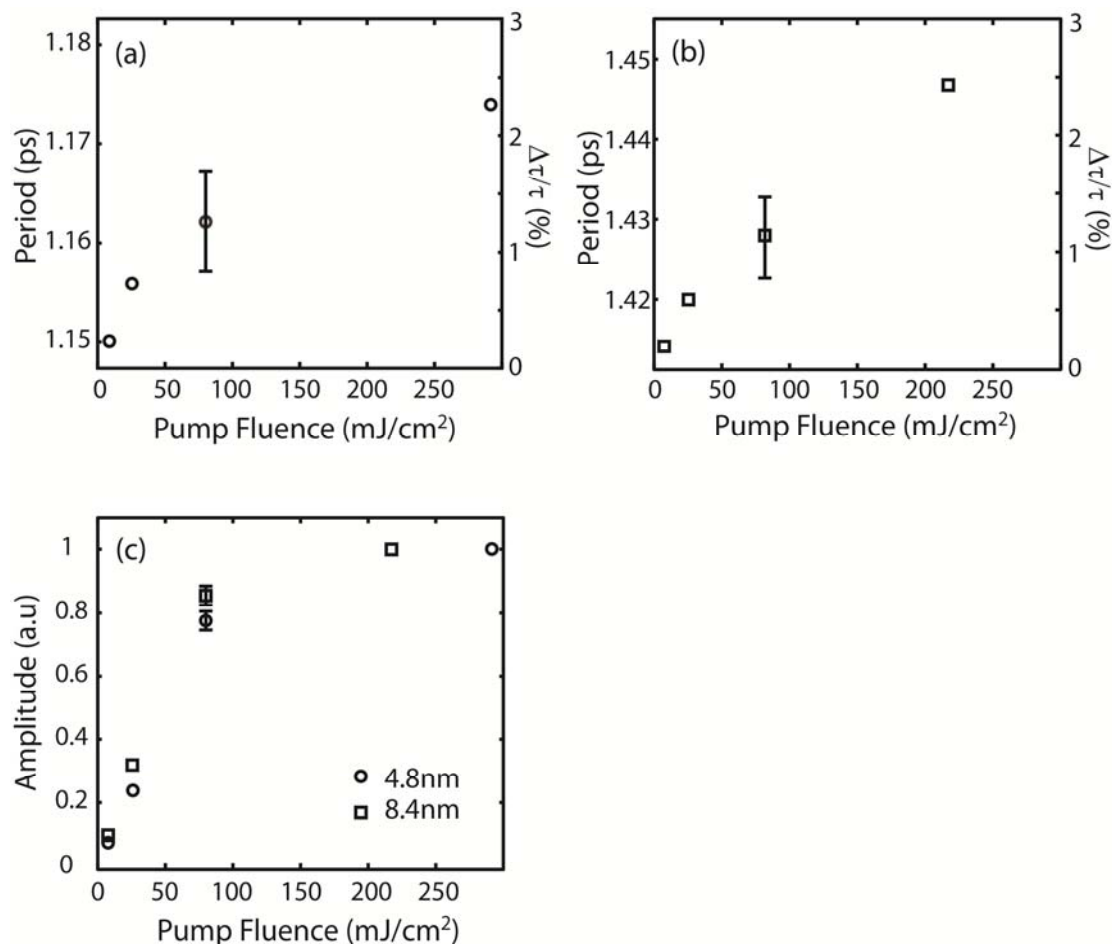 (a)
1.18
1.17
1.16
1.15
Period (ps)
3
2
1
0
Δτ/τ (%)
0 50 100 150 200 250
Pump Fluence (mJ/cm²)
(b)
1.45
1.44
1.43
1.42
Period (ps)
3
2
1
0
Δτ/τ (%)
0 50 100 150 200 250
Pump Fluence (mJ/cm²)
(c)
1
0.8
0.6
0.4
0.2
0
Amplitude (a.u)
4.8nm
8.4nm
0 50 100 150 200 250
Pump Fluence (mJ/cm²)